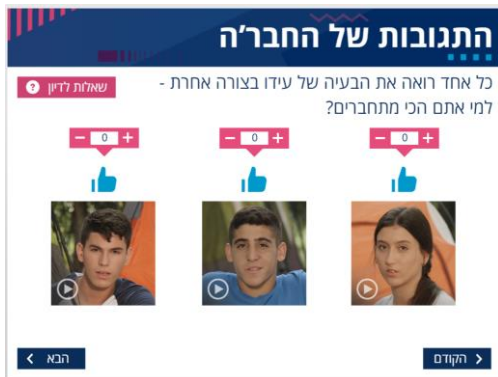 התגובות של החבר'ה
כל אחד רואה את הבעיה של עידו בצורה אחרת -
למי אתם הכי מתחברים?
שאלות לדיון ?
+ 0 −
+ 0 −
+ 0 −
הקודם
הבא